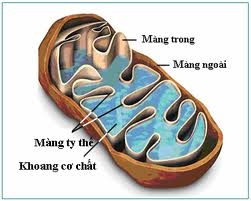 Màng trong
Màng ngoài
Màng ty thể
Khoang cơ chất